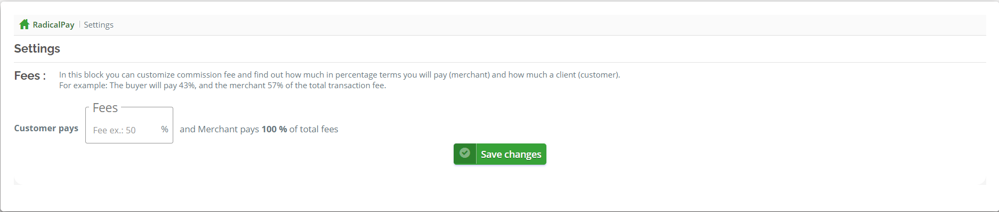 RadicalPay | Settings
Settings
Fees : In this block you can customize commission fee and find out how much in percentage terms you will pay (merchant) and how much a client (customer).
For example: The buyer will pay 43%, and the merchant 57% of the total transaction fee.
Fees
Customer pays Fee ex.: 50 % and Merchant pays 100 % of total fees
Save changes